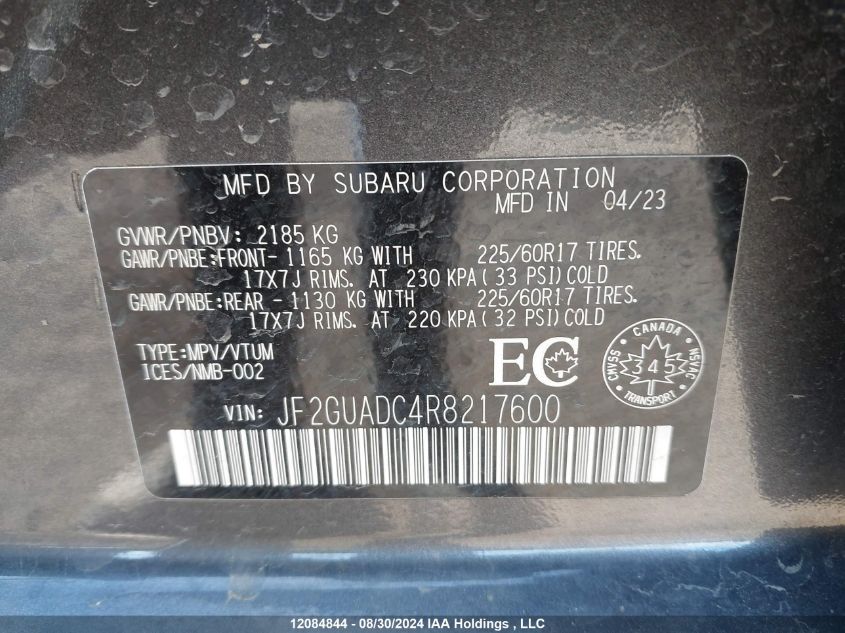 MFD BY SUBARU CORPORATION
MFD IN 04/23
GVWR/PNBV: 2185 KG
GAWR/PNBE:FRONT- 1165 KG WITH 225/60R17 TIRES.
17X7J RIMS. AT 230 KPA(33 PSI)COLD
GAWR/PNBE:REAR - 1130 KG WITH 225/60R17 TIRES.
17X7J RIMS. AT 220 KPA(32 PSI)COLD
TYPE:MPV/VTUM
ICES/NMB-002
EC
CANADA
CMVSS
NSVAC
345
TRANSPORT
VIN: JF2GUADC4R8217600
12084844 - 08/30/2024 IAA Holdings , LLC